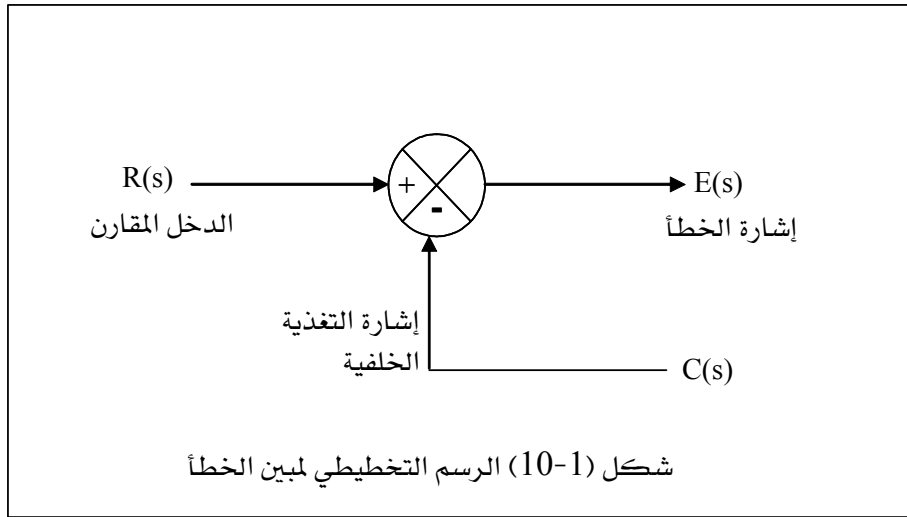 R(s)
الدخل المقارن
+
-
E(s)
إشارة الخطأ
إشارة التغذية
الخلفية
C(s)
شكل (1-10) الرسم التخطيطي لمبين الخطأ